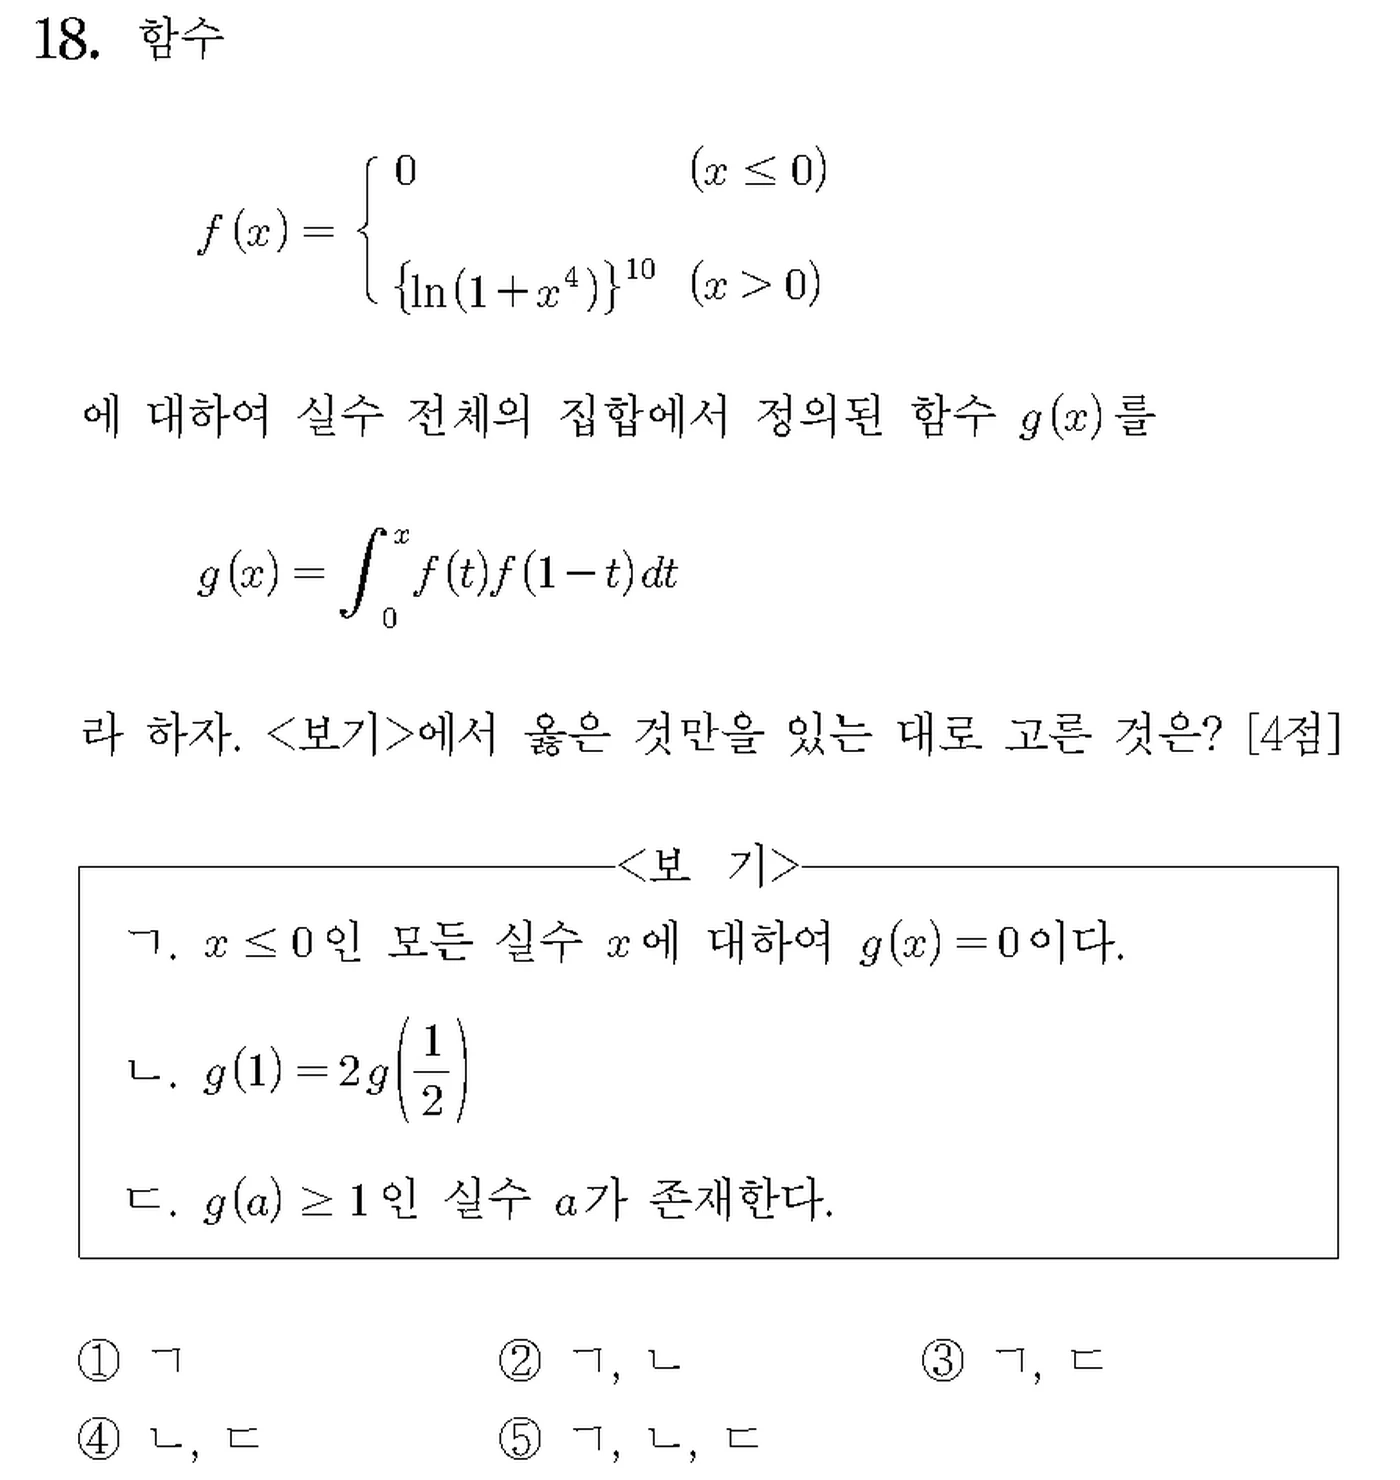 18. 함수
f(x) = { 0 (x ≤ 0)
{ln(1+x⁴)}¹⁰ (x > 0)
에 대하여 실수 전체의 집합에서 정의된 함수 g(x)를
g(x) = ∫₀ˣ f(t)f(1−t)dt
라 하자. <보기>에서 옳은 것만을 있는 대로 고른 것은? [4점]
<보 기>
ㄱ. x ≤ 0인 모든 실수 x에 대하여 g(x) = 0이다.
ㄴ. g(1) = 2g(1/2)
ㄷ. g(a) ≥ 1인 실수 a가 존재한다.
① ㄱ ② ㄱ, ㄴ ③ ㄱ, ㄷ
④ ㄴ, ㄷ ⑤ ㄱ, ㄴ, ㄷ